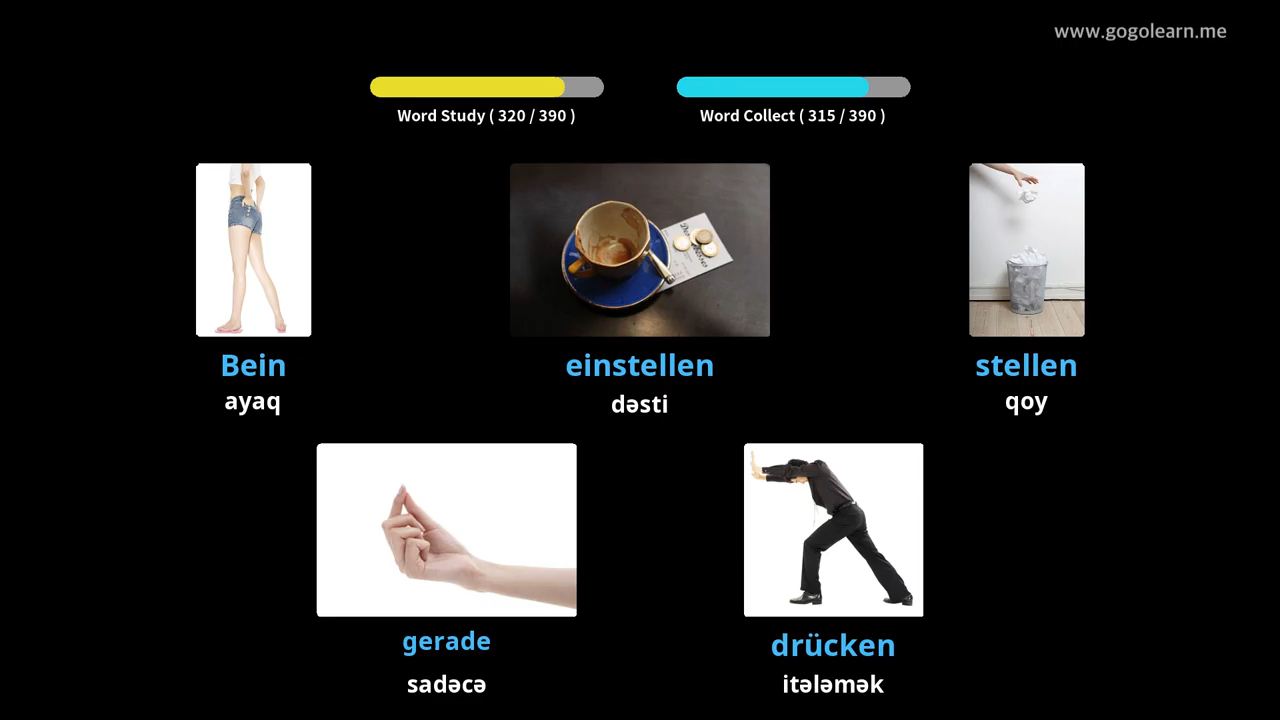 www.gogolearn.me
Word Study ( 320 / 390 )
Word Collect ( 315 / 390 )
Bein
ayaq
einstellen
dəsti
stellen
qoy
gerade
sadəcə
drücken
itələmək